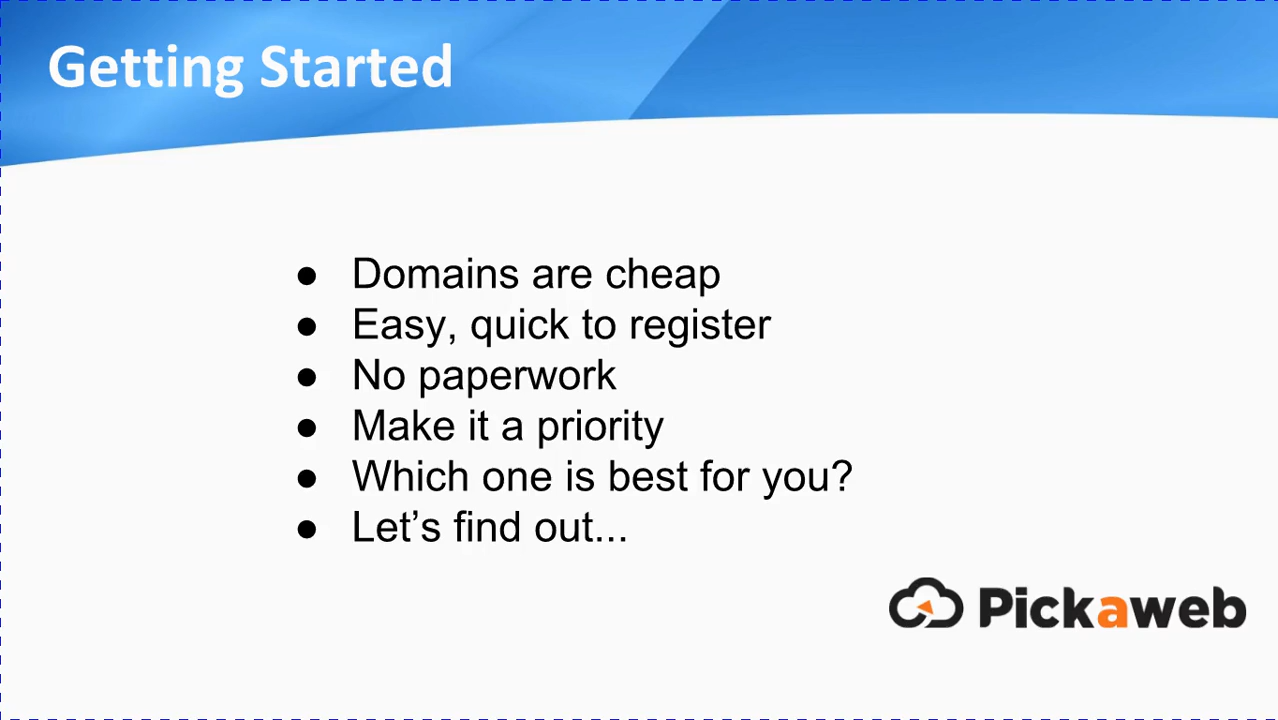 Getting Started
● Domains are cheap
● Easy, quick to register
● No paperwork
● Make it a priority
● Which one is best for you?
● Let’s find out...
Pickaweb